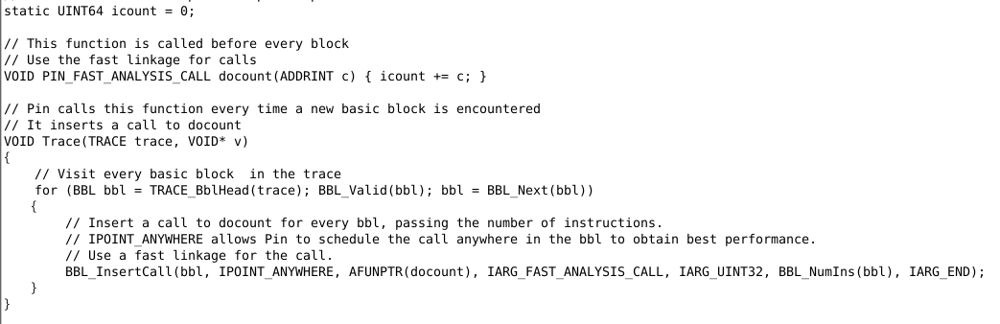 static UINT64 icount = 0;
// This function is called before every block
// Use the fast linkage for calls
VOID PIN_FAST_ANALYSIS_CALL docount(ADDRINT c) { icount += c; }
// Pin calls this function every time a new basic block is encountered
// It inserts a call to docount
VOID Trace(TRACE trace, VOID* v)
{
    // Visit every basic block  in the trace
    for (BBL bbl = TRACE_BblHead(trace); BBL_Valid(bbl); bbl = BBL_Next(bbl))
    {
        // Insert a call to docount for every bbl, passing the number of instructions.
        // IPOINT_ANYWHERE allows Pin to schedule the call anywhere in the bbl to obtain best performance.
        // Use a fast linkage for the call.
        BBL_InsertCall(bbl, IPOINT_ANYWHERE, AFUNPTR(docount), IARG_FAST_ANALYSIS_CALL, IARG_UINT32, BBL_NumIns(bbl), IARG_END);
    }
}